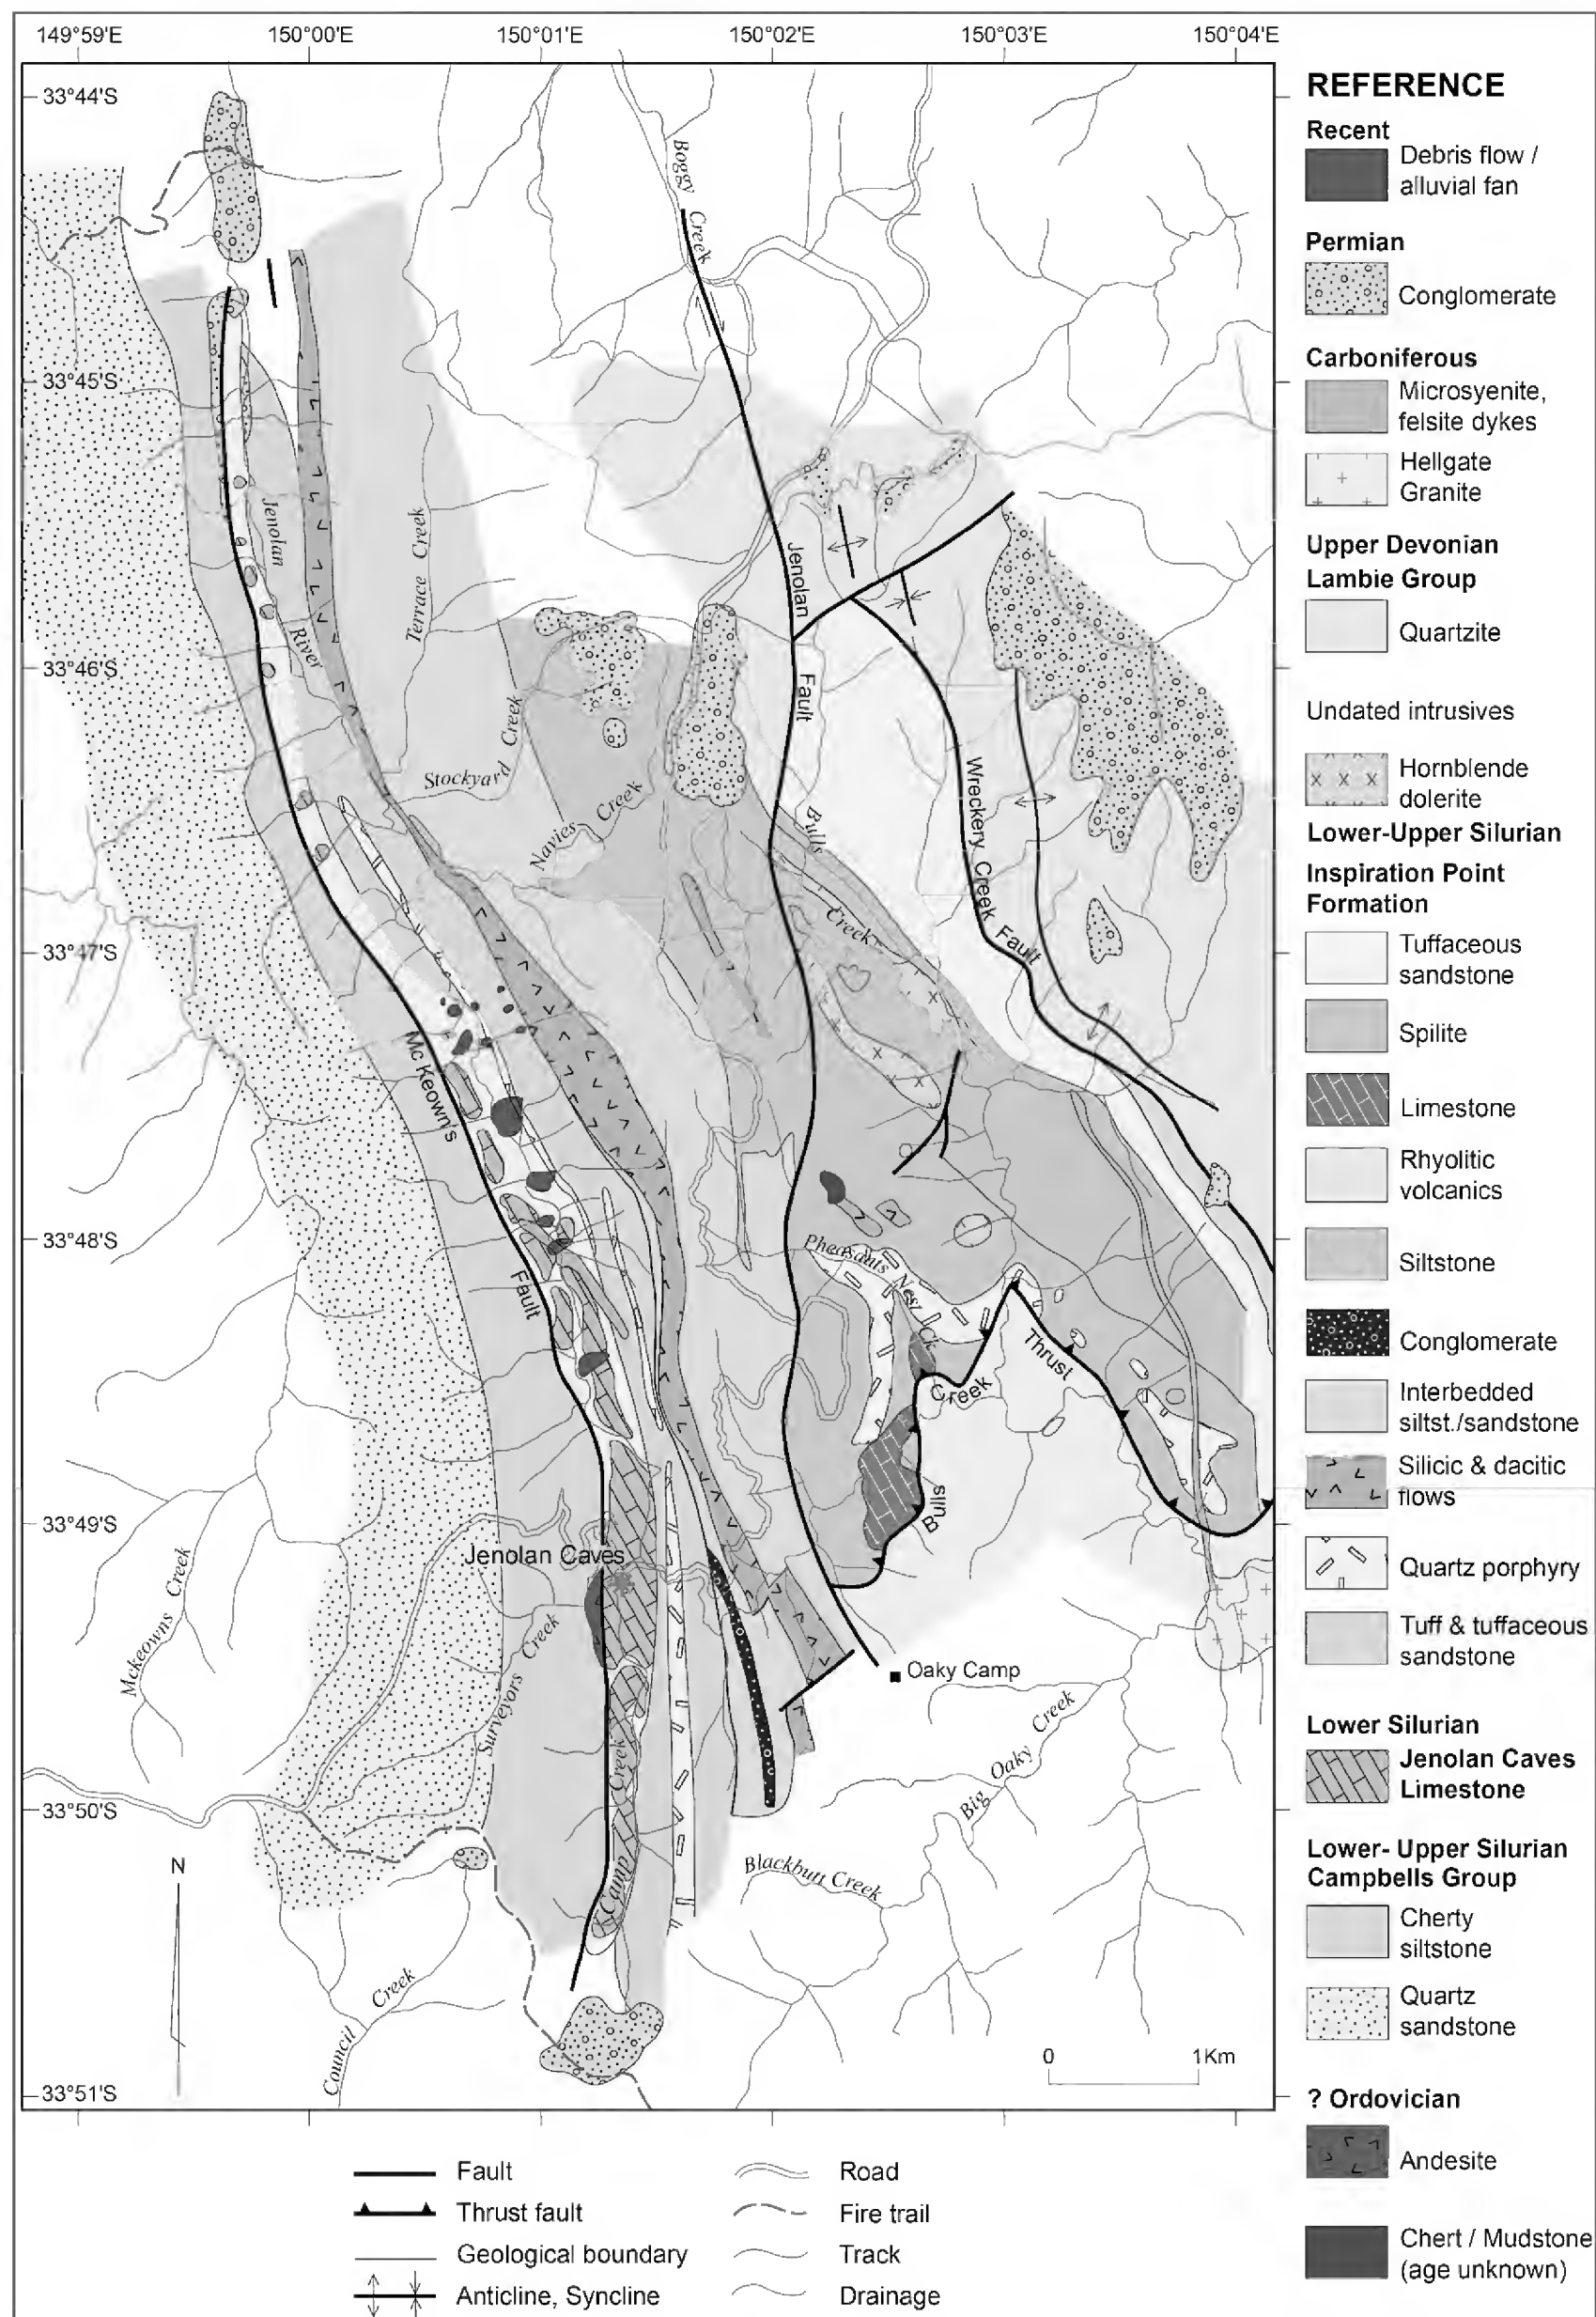 149°59'E 150°00'E 150°01'E 150°02'E 150°03'E 150°04'E
33°44'S
33°45'S
33°46'S
33°47'S
33°48'S
33°49'S
33°50'S
33°51'S
Boggy Creek
Jenolan River
Terrace Creek
Stockyard Creek
Navies Creek
Jenolan Fault
Bulls Creek
Wreckery Creek Fault
Mc Keown's Fault
Pheasants Nest Ck
Bulls Creek Thrust
Jenolan Caves
Mckeowns Creek
Surveyors Creek
Camp Creek
Oaky Camp
Big Oaky Creek
Blackbutt Creek
Council Creek
N
0 1Km
REFERENCE
Recent
Debris flow /
alluvial fan
Permian
Conglomerate
Carboniferous
Microsyenite,
felsite dykes
Hellgate
Granite
Upper Devonian
Lambie Group
Quartzite
Undated intrusives
Hornblende
dolerite
Lower-Upper Silurian
Inspiration Point
Formation
Tuffaceous
sandstone
Spilite
Limestone
Rhyolitic
volcanics
Siltstone
Conglomerate
Interbedded
siltst./sandstone
Silicic & dacitic
flows
Quartz porphyry
Tuff & tuffaceous
sandstone
Lower Silurian
Jenolan Caves
Limestone
Lower- Upper Silurian
Campbells Group
Cherty
siltstone
Quartz
sandstone
? Ordovician
Andesite
Chert / Mudstone
(age unknown)
Fault
Thrust fault
Geological boundary
Anticline, Syncline
Road
Fire trail
Track
Drainage